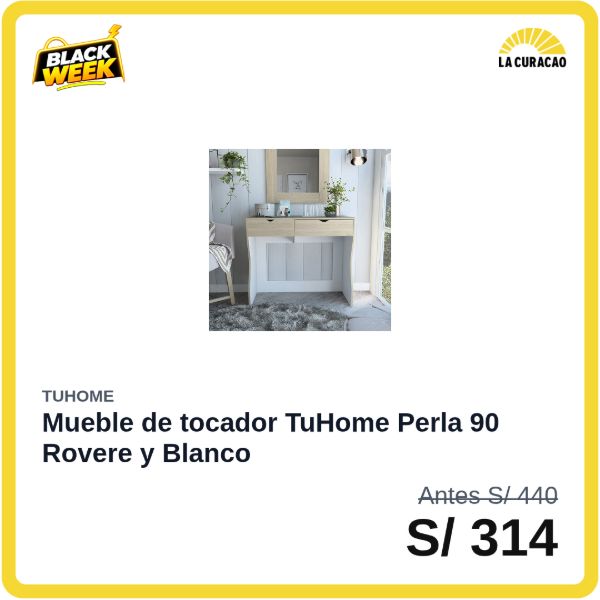 BLACK
WEEK
LA CURACAO
TUHOME
Mueble de tocador TuHome Perla 90
Rovere y Blanco
Antes S/ 440
S/ 314